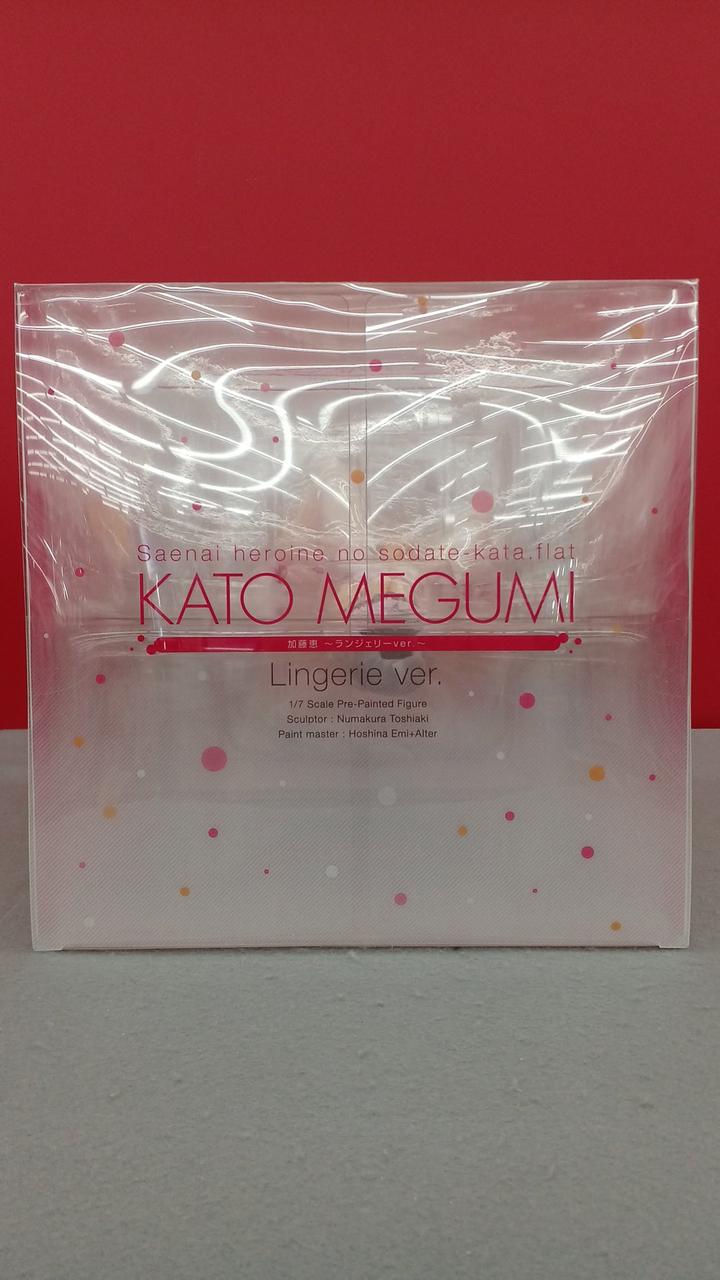 Saenai heroine no sodate-kata.flat
KATO MEGUMI
加藤恵 ～ランジェリーver.～
Lingerie ver.
1/7 Scale Pre-Painted Figure
Sculptor : Numakura Toshiaki
Paint master : Hoshina Emi+Alter